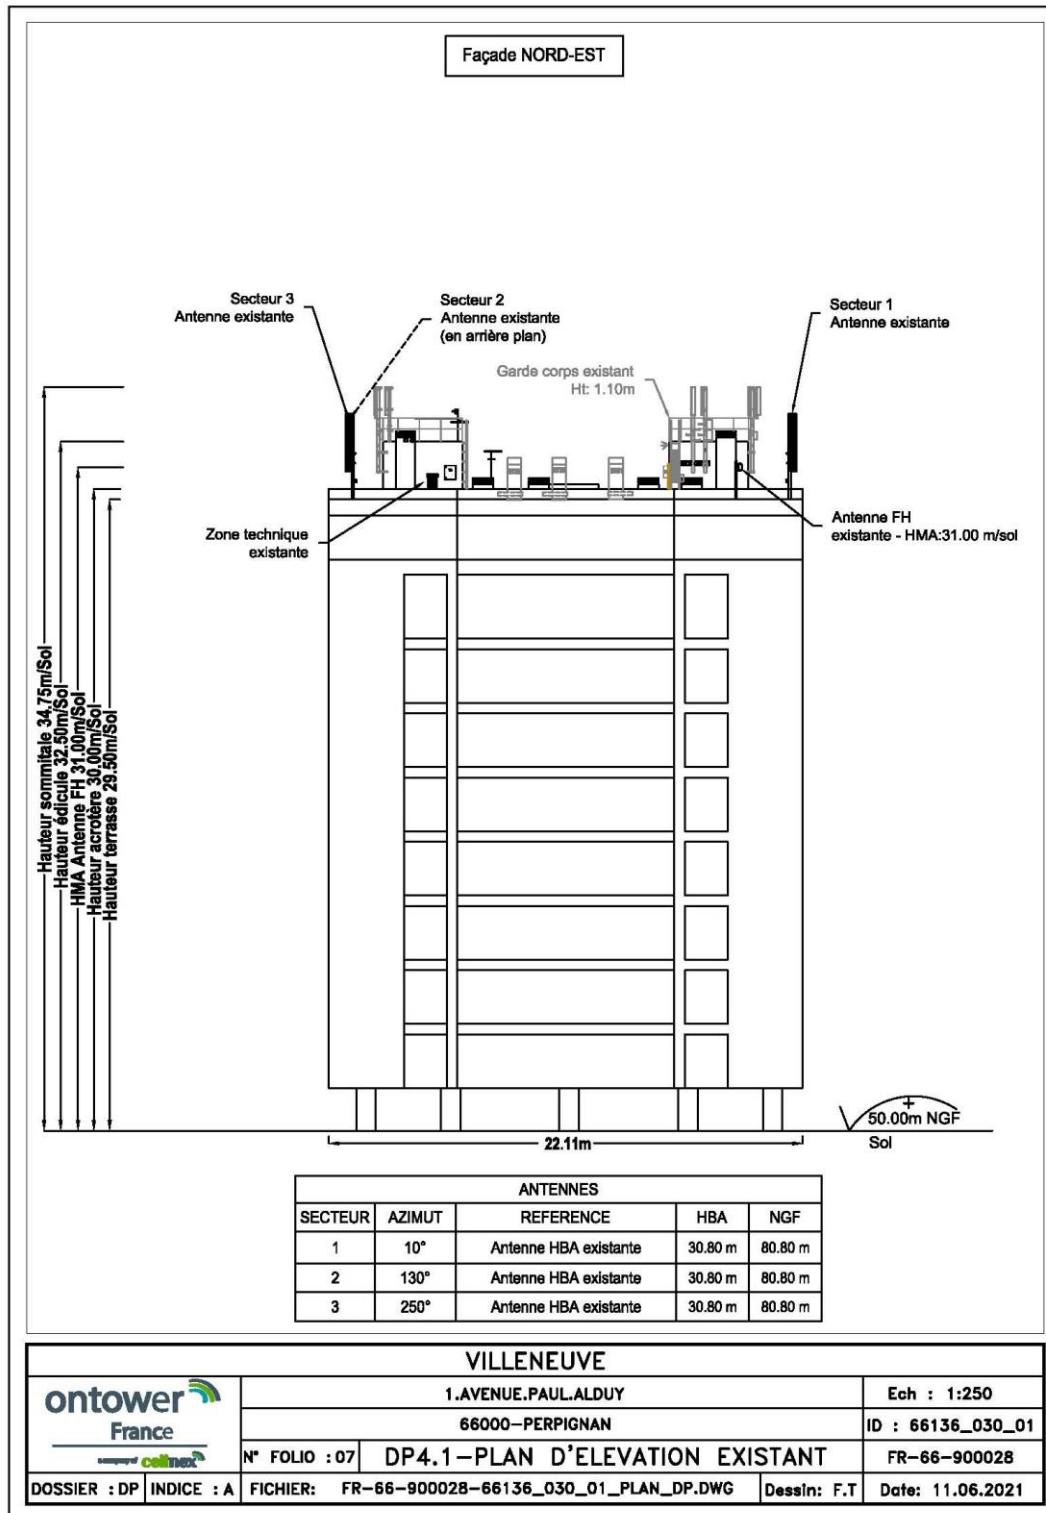 Façade NORD-EST
Secteur 3
Antenne existante
Secteur 2
Antenne existante
(en arrière plan)
Secteur 1
Antenne existante
Garde corps existant
Ht: 1.10m
Zone technique
existante
Antenne FH
existante - HMA:31.00 m/sol
Hauteur sommitale 34.75m/Sol
Hauteur édicule 32.50m/Sol
HMA Antenne FH 31.00m/Sol
Hauteur acrotère 30.00m/Sol
Hauteur terrasse 29.50m/Sol
50.00m NGF
Sol
22.11m
ANTENNES
SECTEUR AZIMUT REFERENCE HBA NGF
1 10° Antenne HBA existante 30.80 m 80.80 m
2 130° Antenne HBA existante 30.80 m 80.80 m
3 250° Antenne HBA existante 30.80 m 80.80 m
VILLENEUVE
ontower
France
a company of cellnex
1.AVENUE.PAUL.ALDUY
Ech : 1:250
66000-PERPIGNAN
ID : 66136_030_01
N° FOLIO :07 DP4.1-PLAN D'ELEVATION EXISTANT
FR-66-900028
DOSSIER :DP INDICE : A FICHIER: FR-66-900028-66136_030_01_PLAN_DP.DWG Dessin: F.T Date: 11.06.2021